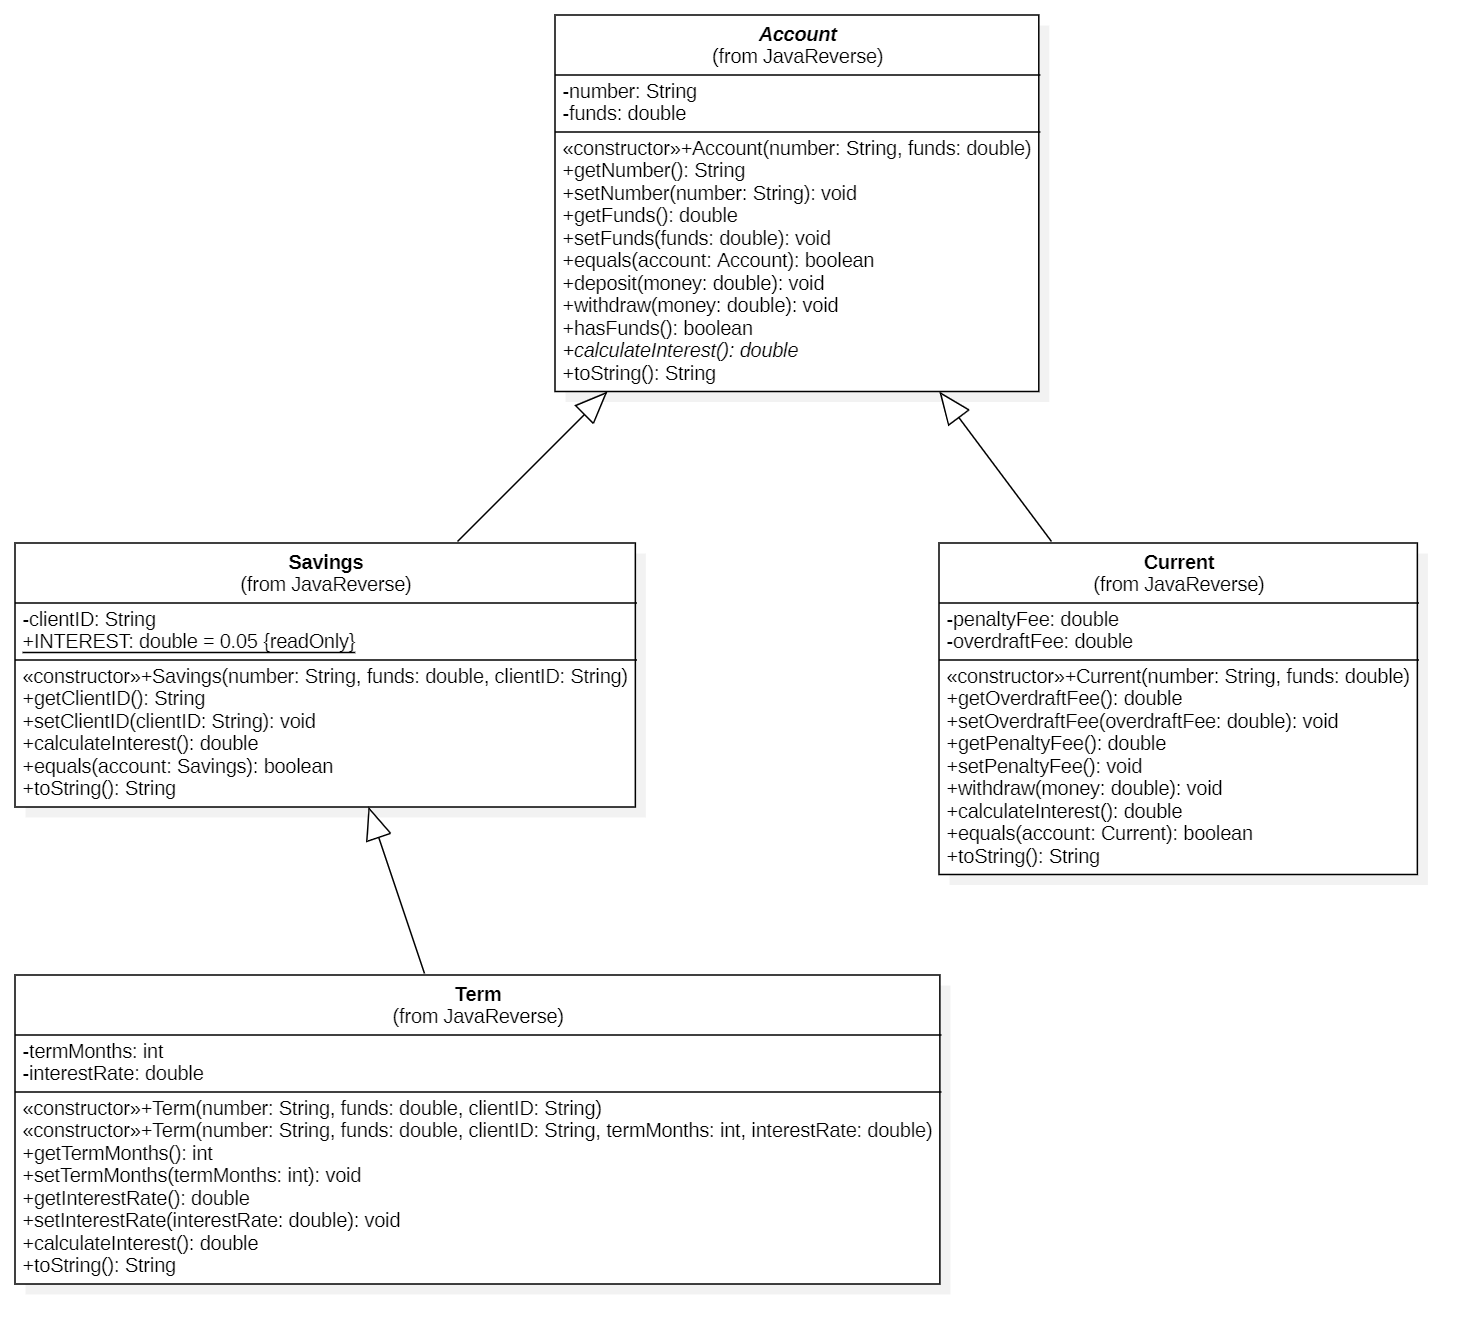 Account
(from JavaReverse)
-number: String
-funds: double
«constructor»+Account(number: String, funds: double)
+getNumber(): String
+setNumber(number: String): void
+getFunds(): double
+setFunds(funds: double): void
+equals(account: Account): boolean
+deposit(money: double): void
+withdraw(money: double): void
+hasFunds(): boolean
+calculateInterest(): double
+toString(): String
Savings
(from JavaReverse)
-clientID: String
+INTEREST: double = 0.05 {readOnly}
«constructor»+Savings(number: String, funds: double, clientID: String)
+getClientID(): String
+setClientID(clientID: String): void
+calculateInterest(): double
+equals(account: Savings): boolean
+toString(): String
Current
(from JavaReverse)
-penaltyFee: double
-overdraftFee: double
«constructor»+Current(number: String, funds: double)
+getOverdraftFee(): double
+setOverdraftFee(overdraftFee: double): void
+getPenaltyFee(): double
+setPenaltyFee(): void
+withdraw(money: double): void
+calculateInterest(): double
+equals(account: Current): boolean
+toString(): String
Term
(from JavaReverse)
-termMonths: int
-interestRate: double
«constructor»+Term(number: String, funds: double, clientID: String)
«constructor»+Term(number: String, funds: double, clientID: String, termMonths: int, interestRate: double)
+getTermMonths(): int
+setTermMonths(termMonths: int): void
+getInterestRate(): double
+setInterestRate(interestRate: double): void
+calculateInterest(): double
+toString(): String